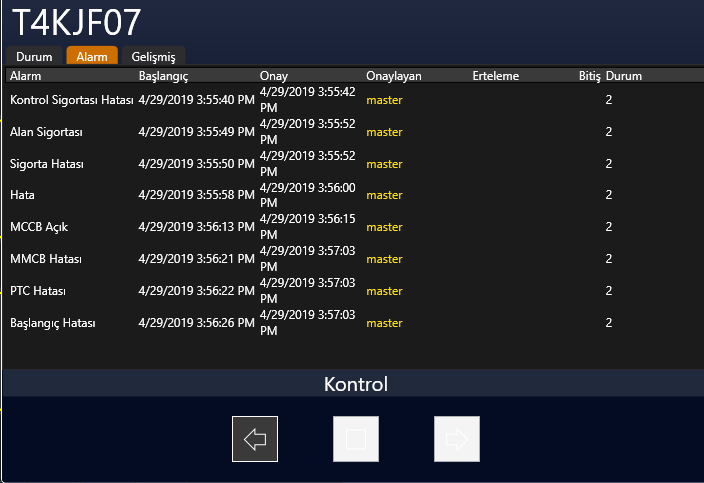 T4KJF07
Durum Alarm Gelişmiş
Alarm Başlangıç Onay Onaylayan Erteleme Bitiş Durum
Kontrol Sigortası Hatası 4/29/2019 3:55:40 PM 4/29/2019 3:55:42 PM master 2
Alan Sigortası 4/29/2019 3:55:49 PM 4/29/2019 3:55:52 PM master 2
Sigorta Hatası 4/29/2019 3:55:50 PM 4/29/2019 3:55:52 PM master 2
Hata 4/29/2019 3:55:58 PM 4/29/2019 3:56:00 PM master 2
MCCB Açık 4/29/2019 3:56:13 PM 4/29/2019 3:56:15 PM master 2
MMCB Hatası 4/29/2019 3:56:21 PM 4/29/2019 3:57:03 PM master 2
PTC Hatası 4/29/2019 3:56:22 PM 4/29/2019 3:57:03 PM master 2
Başlangıç Hatası 4/29/2019 3:56:26 PM 4/29/2019 3:57:03 PM master 2
Kontrol